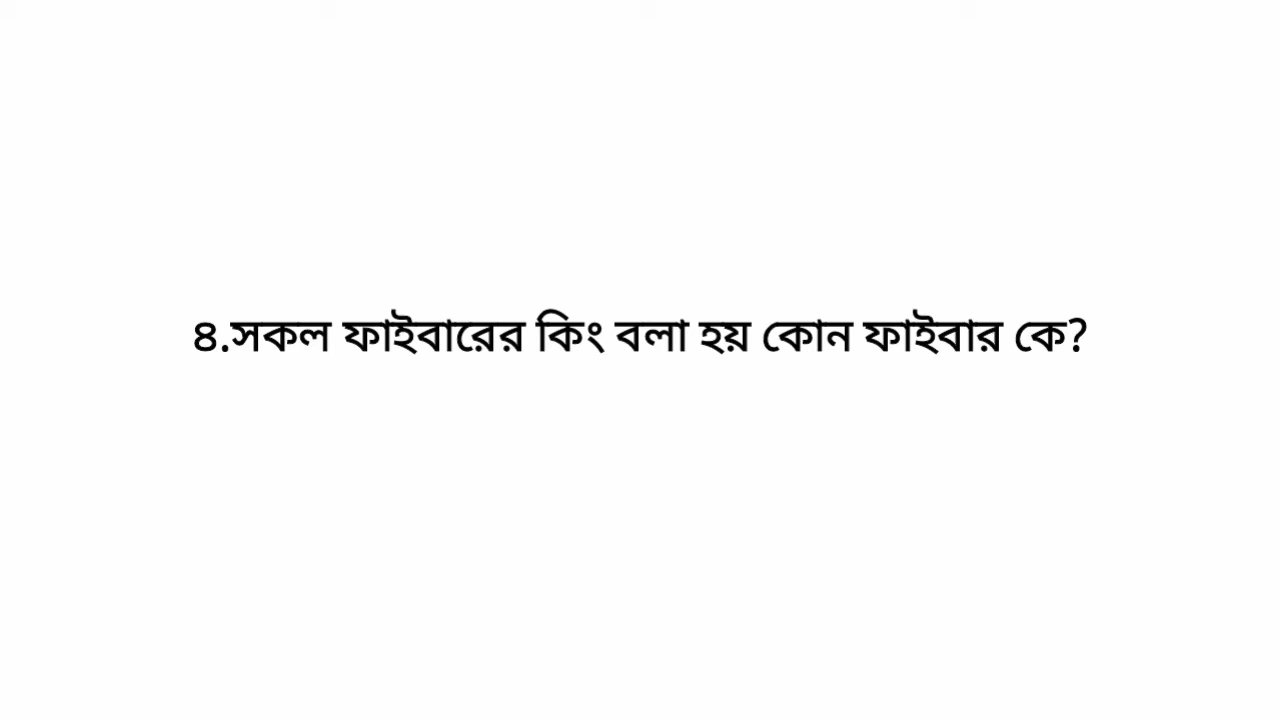 ৪.সকল ফাইবারের কিং বলা হয় কোন ফাইবার কে?